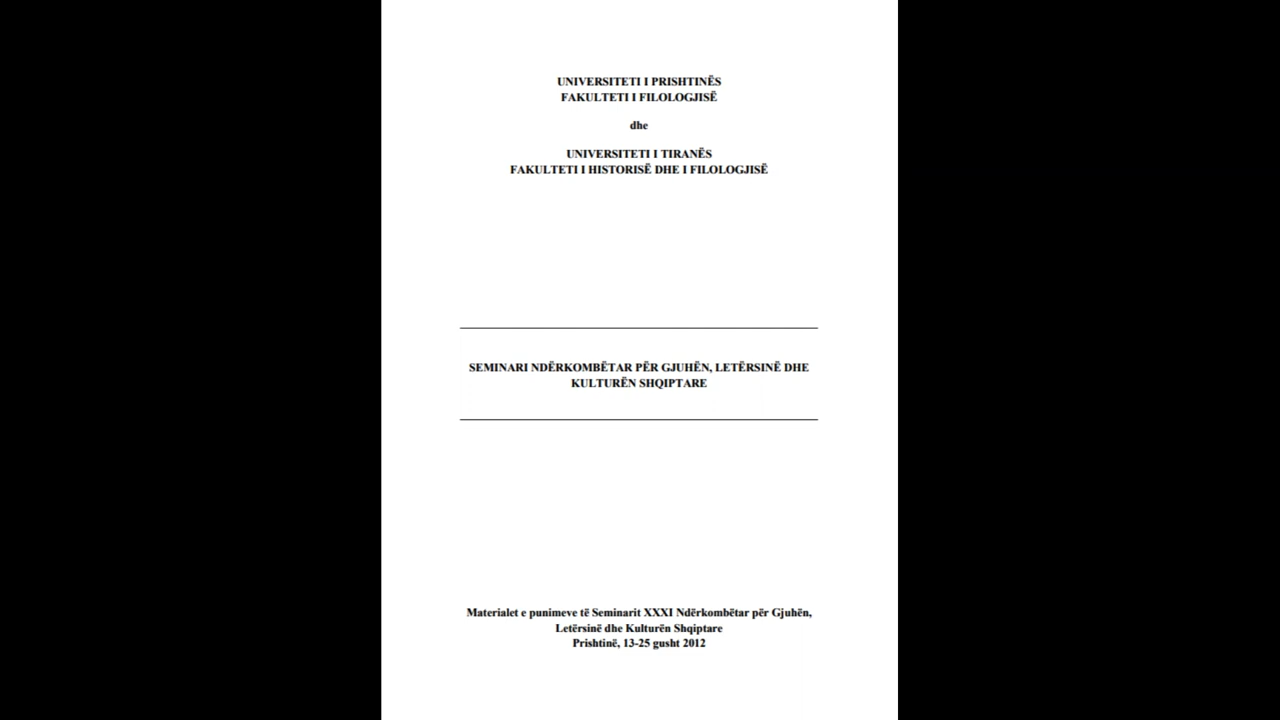 UNIVERSITETI I PRISHTINËS
FAKULTETI I FILOLOGJISË
dhe
UNIVERSITETI I TIRANËS
FAKULTETI I HISTORISË DHE I FILOLOGJISË
SEMINARI NDËRKOMBËTAR PËR GJUHËN, LETËRSINË DHE
KULTURËN SHQIPTARE
Materialet e punimeve të Seminarit XXXI Ndërkombëtar për Gjuhën,
Letërsinë dhe Kulturën Shqiptare
Prishtinë, 13-25 gusht 2012